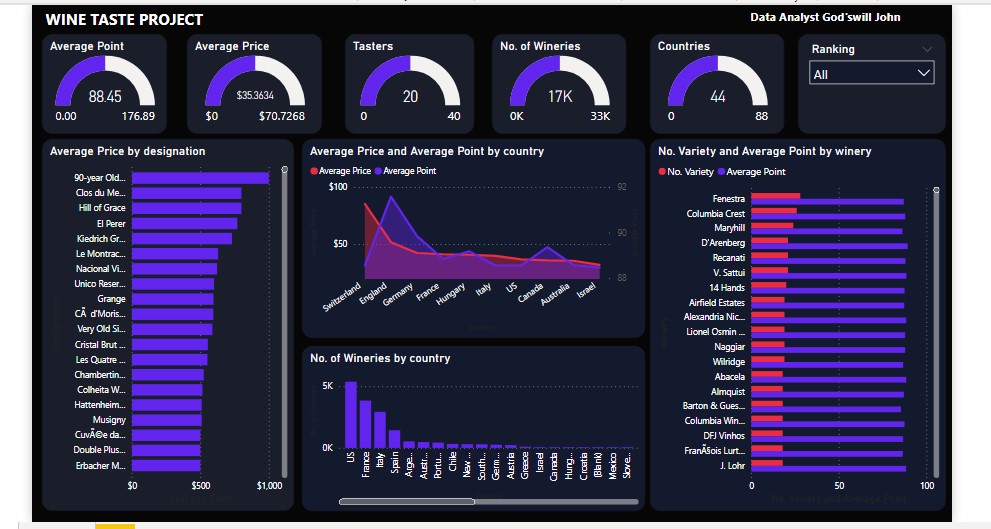 WINE TASTE PROJECT
Data Analyst God'swill John
Average Point
88.45
0.00
176.89
Average Price
$35.3634
$0
$70.7268
Tasters
20
0
40
No. of Wineries
17K
0K
33K
Countries
44
0
88
Ranking
All
Average Price by designation
90-year Old...
Clos du Me...
Hill of Grace
El Perer
Kiedrich Gr...
Le Montrac...
Nacional Vi...
Unico Reser...
Grange
CÃ d'Moris...
Very Old Si...
Cristal Brut ...
Les Quatre ...
Chambertin...
Colheita W...
Hattenheim...
Musigny
CuvÃ©e da...
Double Plus...
Erbacher M...
$0
$500
$1,000
Average Price and Average Point by country
Average Price
Average Point
$100
$50
92
90
88
Switzerland
England
Germany
France
Hungary
Italy
US
Canada
Australia
Israel
No. of Wineries by country
5K
0K
US
France
Italy
Spain
Arge...
Austr...
Portu...
Chile
New ...
South...
Germ...
Austria
Greece
Israel
Canada
Hung...
Croatia
(Blank)
Mexico
Slove...
No. Variety and Average Point by winery
No. Variety
Average Point
Fenestra
Columbia Crest
Maryhill
D'Arenberg
Recanati
V. Sattui
14 Hands
Airfield Estates
Alexandria Nic...
Lionel Osmin ...
Naggiar
Wilridge
Abacela
Almquist
Barton & Gues...
Columbia Win...
DFJ Vinhos
FranÃ§ois Lurt...
J. Lohr
0
50
100